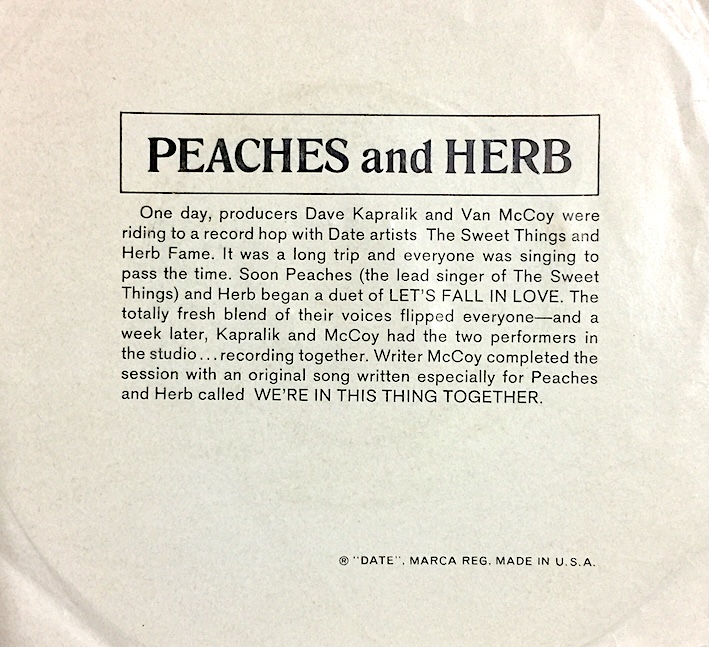 PEACHES and HERB
One day, producers Dave Kapralik and Van McCoy were
riding to a record hop with Date artists The Sweet Things and
Herb Fame. It was a long trip and everyone was singing to
pass the time. Soon Peaches (the lead singer of The Sweet
Things) and Herb began a duet of LET'S FALL IN LOVE. The
totally fresh blend of their voices flipped everyone—and a
week later, Kapralik and McCoy had the two performers in
the studio...recording together. Writer McCoy completed the
session with an original song written especially for Peaches
and Herb called WE'RE IN THIS THING TOGETHER.
® "DATE", MARCA REG. MADE IN U.S.A.